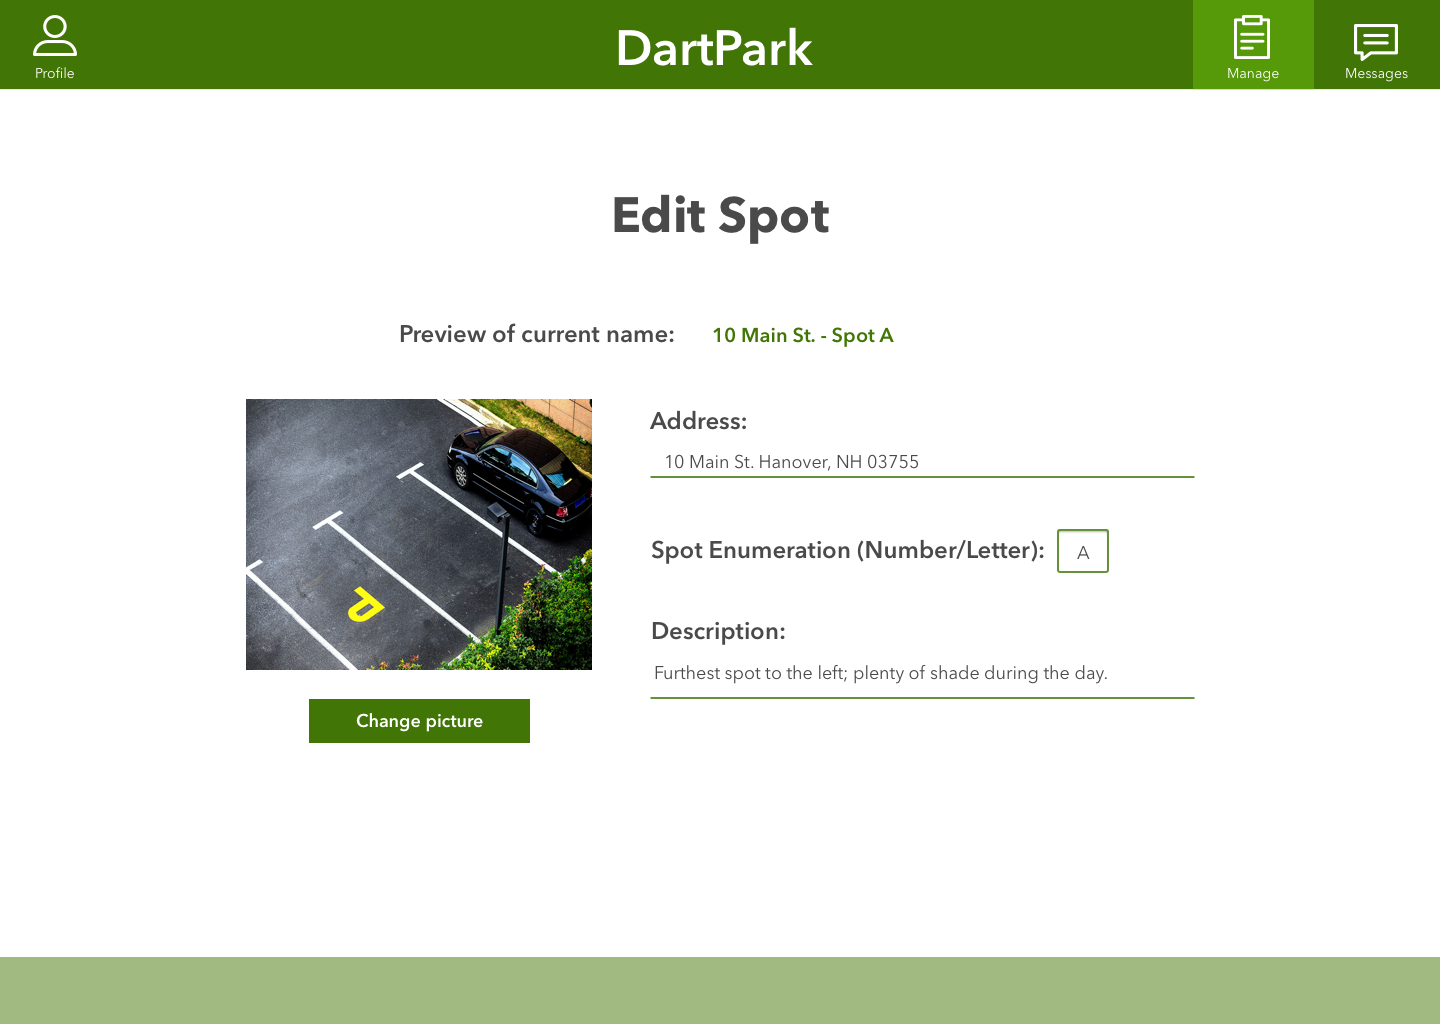 DartPark
Profile
Manage
Messages
Edit Spot
Preview of current name: 10 Main St. - Spot A
Address:
10 Main St. Hanover, NH 03755
Spot Enumeration (Number/Letter): A
Description:
Furthest spot to the left; plenty of shade during the day.
Change picture